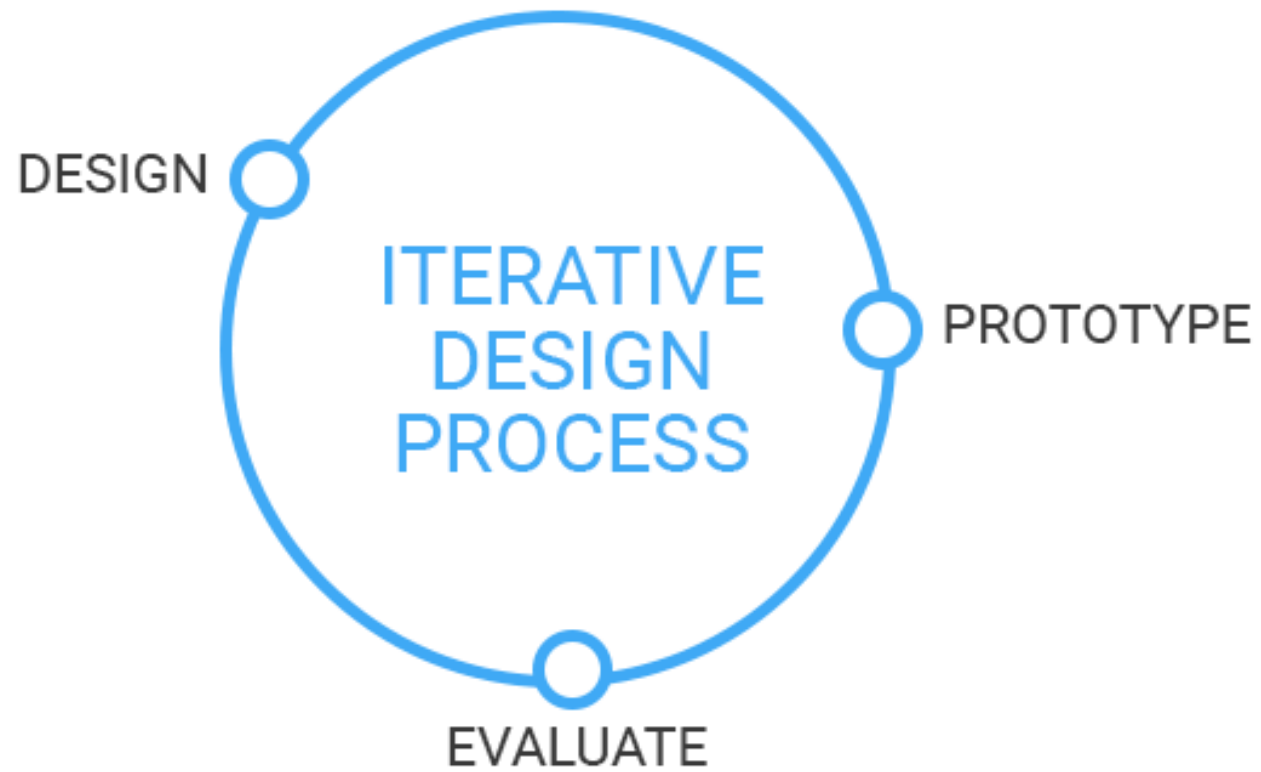 DESIGN
ITERATIVE
DESIGN
PROCESS
PROTOTYPE
EVALUATE